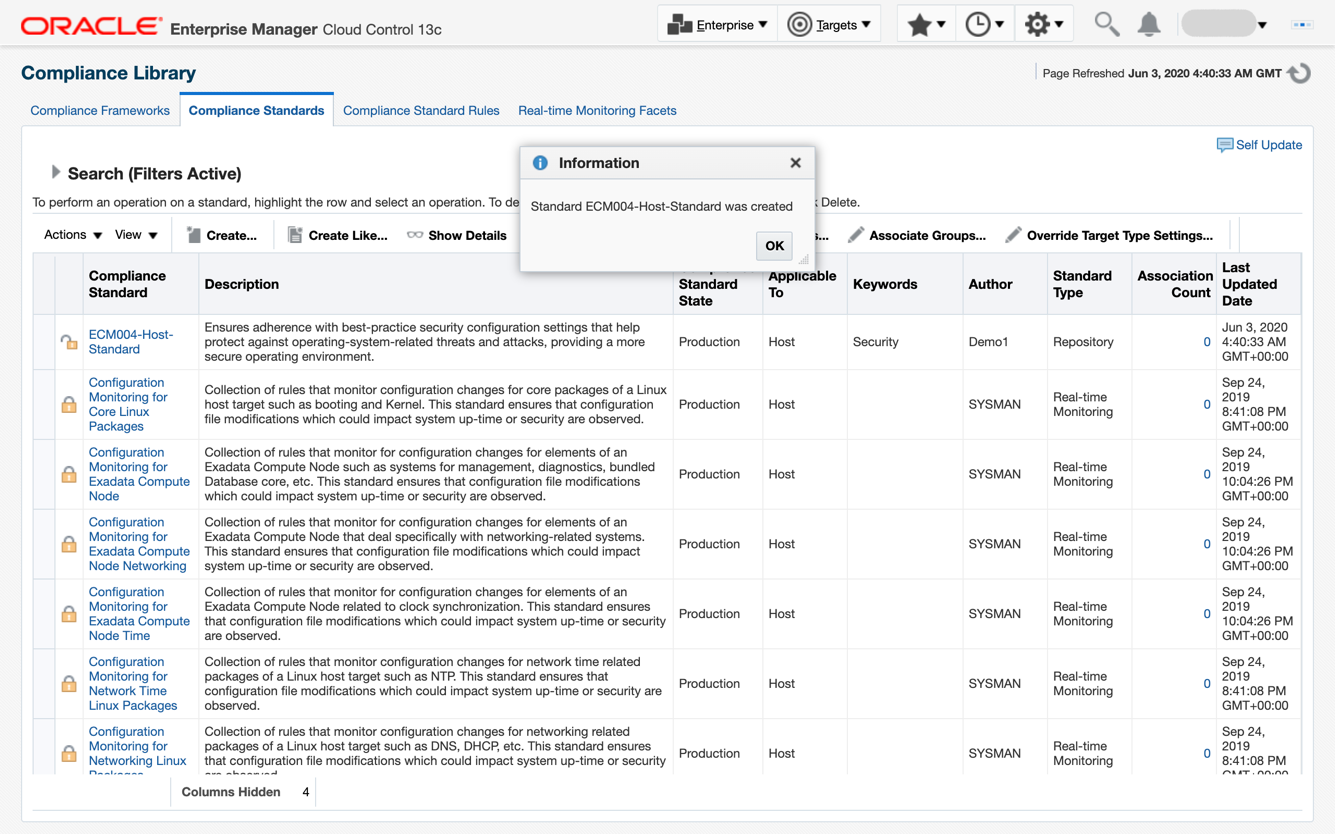 ORACLE Enterprise Manager Cloud Control 13c
Enterprise Targets
Compliance Library
Page Refreshed Jun 3, 2020 4:40:33 AM GMT
Compliance Frameworks Compliance Standards Compliance Standard Rules Real-time Monitoring Facets
Self Update
Search (Filters Active)
To perform an operation on a standard, highlight the row and select an operation. To de
Delete.
Information
Standard ECM004-Host-Standard was created
OK
Actions View Create... Create Like... Show Details
Associate Groups... Override Target Type Settings...
Compliance
Standard
Description
Standard
State
Applicable
To
Keywords
Author
Standard
Type
Association
Count
Last
Updated
Date
ECM004-Host-
Standard
Ensures adherence with best-practice security configuration settings that help
protect against operating-system-related threats and attacks, providing a more
secure operating environment.
Production
Host
Security
Demo1
Repository
0
Jun 3, 2020
4:40:33 AM
GMT+00:00
Configuration
Monitoring for
Core Linux
Packages
Collection of rules that monitor configuration changes for core packages of a Linux
host target such as booting and Kernel. This standard ensures that configuration
file modifications which could impact system up-time or security are observed.
Production
Host
SYSMAN
Real-time
Monitoring
0
Sep 24,
2019
8:41:08 PM
GMT+00:00
Configuration
Monitoring for
Exadata Compute
Node
Collection of rules that monitor for configuration changes for elements of an
Exadata Compute Node such as systems for management, diagnostics, bundled
Database core, etc. This standard ensures that configuration file modifications
which could impact system up-time or security are observed.
Production
Host
SYSMAN
Real-time
Monitoring
0
Sep 24,
2019
10:04:26 PM
GMT+00:00
Configuration
Monitoring for
Exadata Compute
Node Networking
Collection of rules that monitor for configuration changes for elements of an
Exadata Compute Node that deal specifically with networking-related systems.
This standard ensures that configuration file modifications which could impact
system up-time or security are observed.
Production
Host
SYSMAN
Real-time
Monitoring
0
Sep 24,
2019
10:04:26 PM
GMT+00:00
Configuration
Monitoring for
Exadata Compute
Node Time
Collection of rules that monitor for configuration changes for elements of an
Exadata Compute Node related to clock synchronization. This standard ensures
that configuration file modifications which could impact system up-time or security
are observed.
Production
Host
SYSMAN
Real-time
Monitoring
0
Sep 24,
2019
10:04:26 PM
GMT+00:00
Configuration
Monitoring for
Network Time
Linux Packages
Collection of rules that monitor configuration changes for network time related
packages of a Linux host target such as NTP. This standard ensures that
configuration file modifications which could impact system up-time or security are
observed.
Production
Host
SYSMAN
Real-time
Monitoring
0
Sep 24,
2019
8:41:08 PM
GMT+00:00
Configuration
Monitoring for
Networking Linux
Packages
Collection of rules that monitor configuration changes for networking related
packages of a Linux host target such as DNS, DHCP, etc. This standard ensures
that configuration file modifications which could impact system up-time or security
are observed.
Production
Host
SYSMAN
Real-time
Monitoring
0
Sep 24,
2019
8:41:08 PM
GMT+00:00
Columns Hidden 4